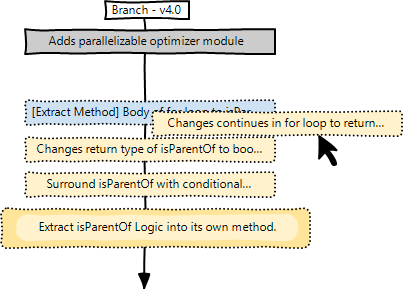 Branch - v4.0
Adds parallelizable optimizer module
[Extract Method] Body of for loop to isPar...
Changes continues in for loop to return...
Changes return type of isParentOf to boo...
Surround isParentOf with conditional...
Extract isParentOf Logic into its own method.